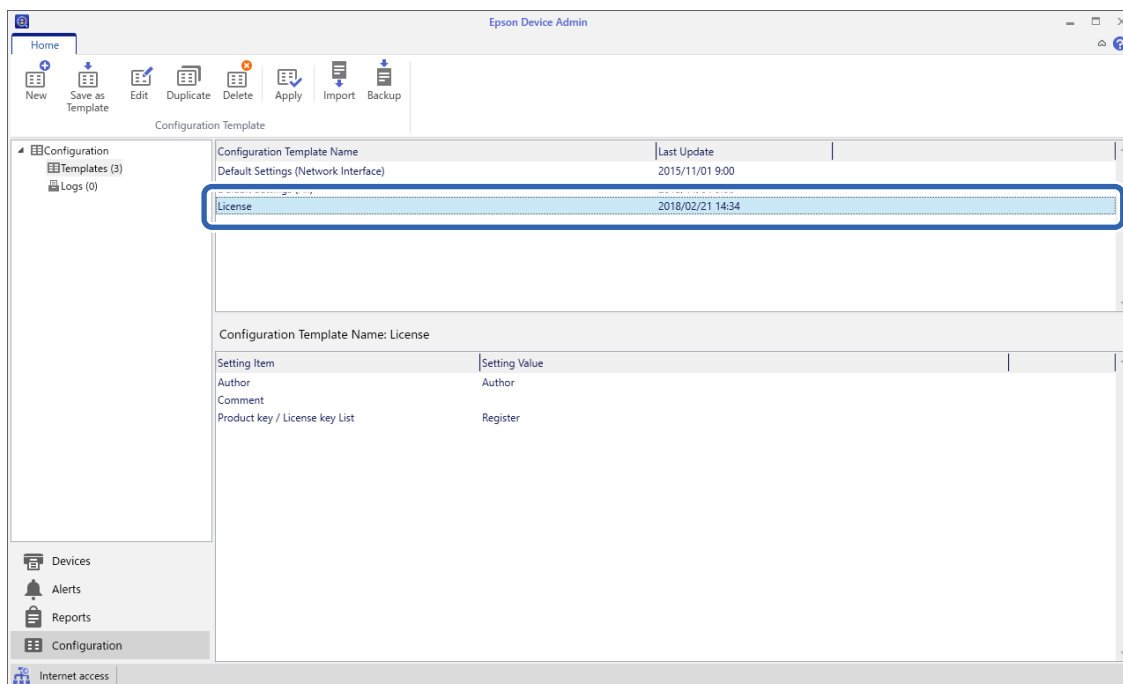 Epson Device Admin
Home
New
Save as
Template
Edit
Duplicate
Delete
Apply
Import
Backup
Configuration Template
Configuration
Templates (3)
Logs (0)
Configuration Template Name Last Update
Default Settings (Network Interface) 2015/11/01 9:00
License 2018/02/21 14:34
Configuration Template Name: License
Setting Item Setting Value
Author Author
Comment
Product key / License key List Register
Devices
Alerts
Reports
Configuration
Internet access